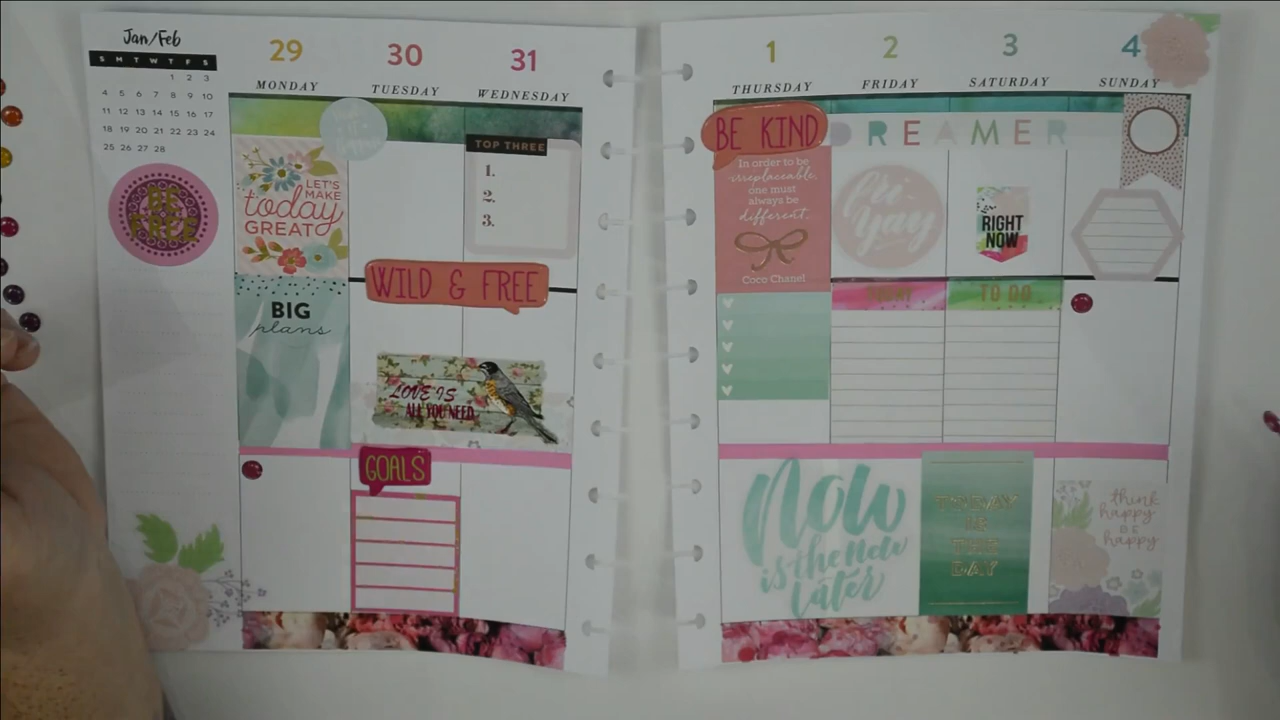 Jan/Feb
S M T W T F S
1 2 3
4 5 6 7 8 9 10
11 12 13 14 15 16 17
18 19 20 21 22 23 24
25 26 27 28
BE
FREE
29
MONDAY
30
TUESDAY
31
WEDNESDAY
LET'S
MAKE
today
GREAT
TOP THREE
1.
2.
3.
WILD & FREE
BIG
plans
LOVE IS
ALL YOU NEED
GOALS
1
THURSDAY
2
FRIDAY
3
SATURDAY
4
SUNDAY
BE KIND
DREAMER
In order to be
irreplaceable,
one must
always be
different.
Coco Chanel
fri-
yay
RIGHT
NOW
TODAY
TO DO
Now
is the new
later
TODAY
IS
THE
DAY
think
happy
BE
happy